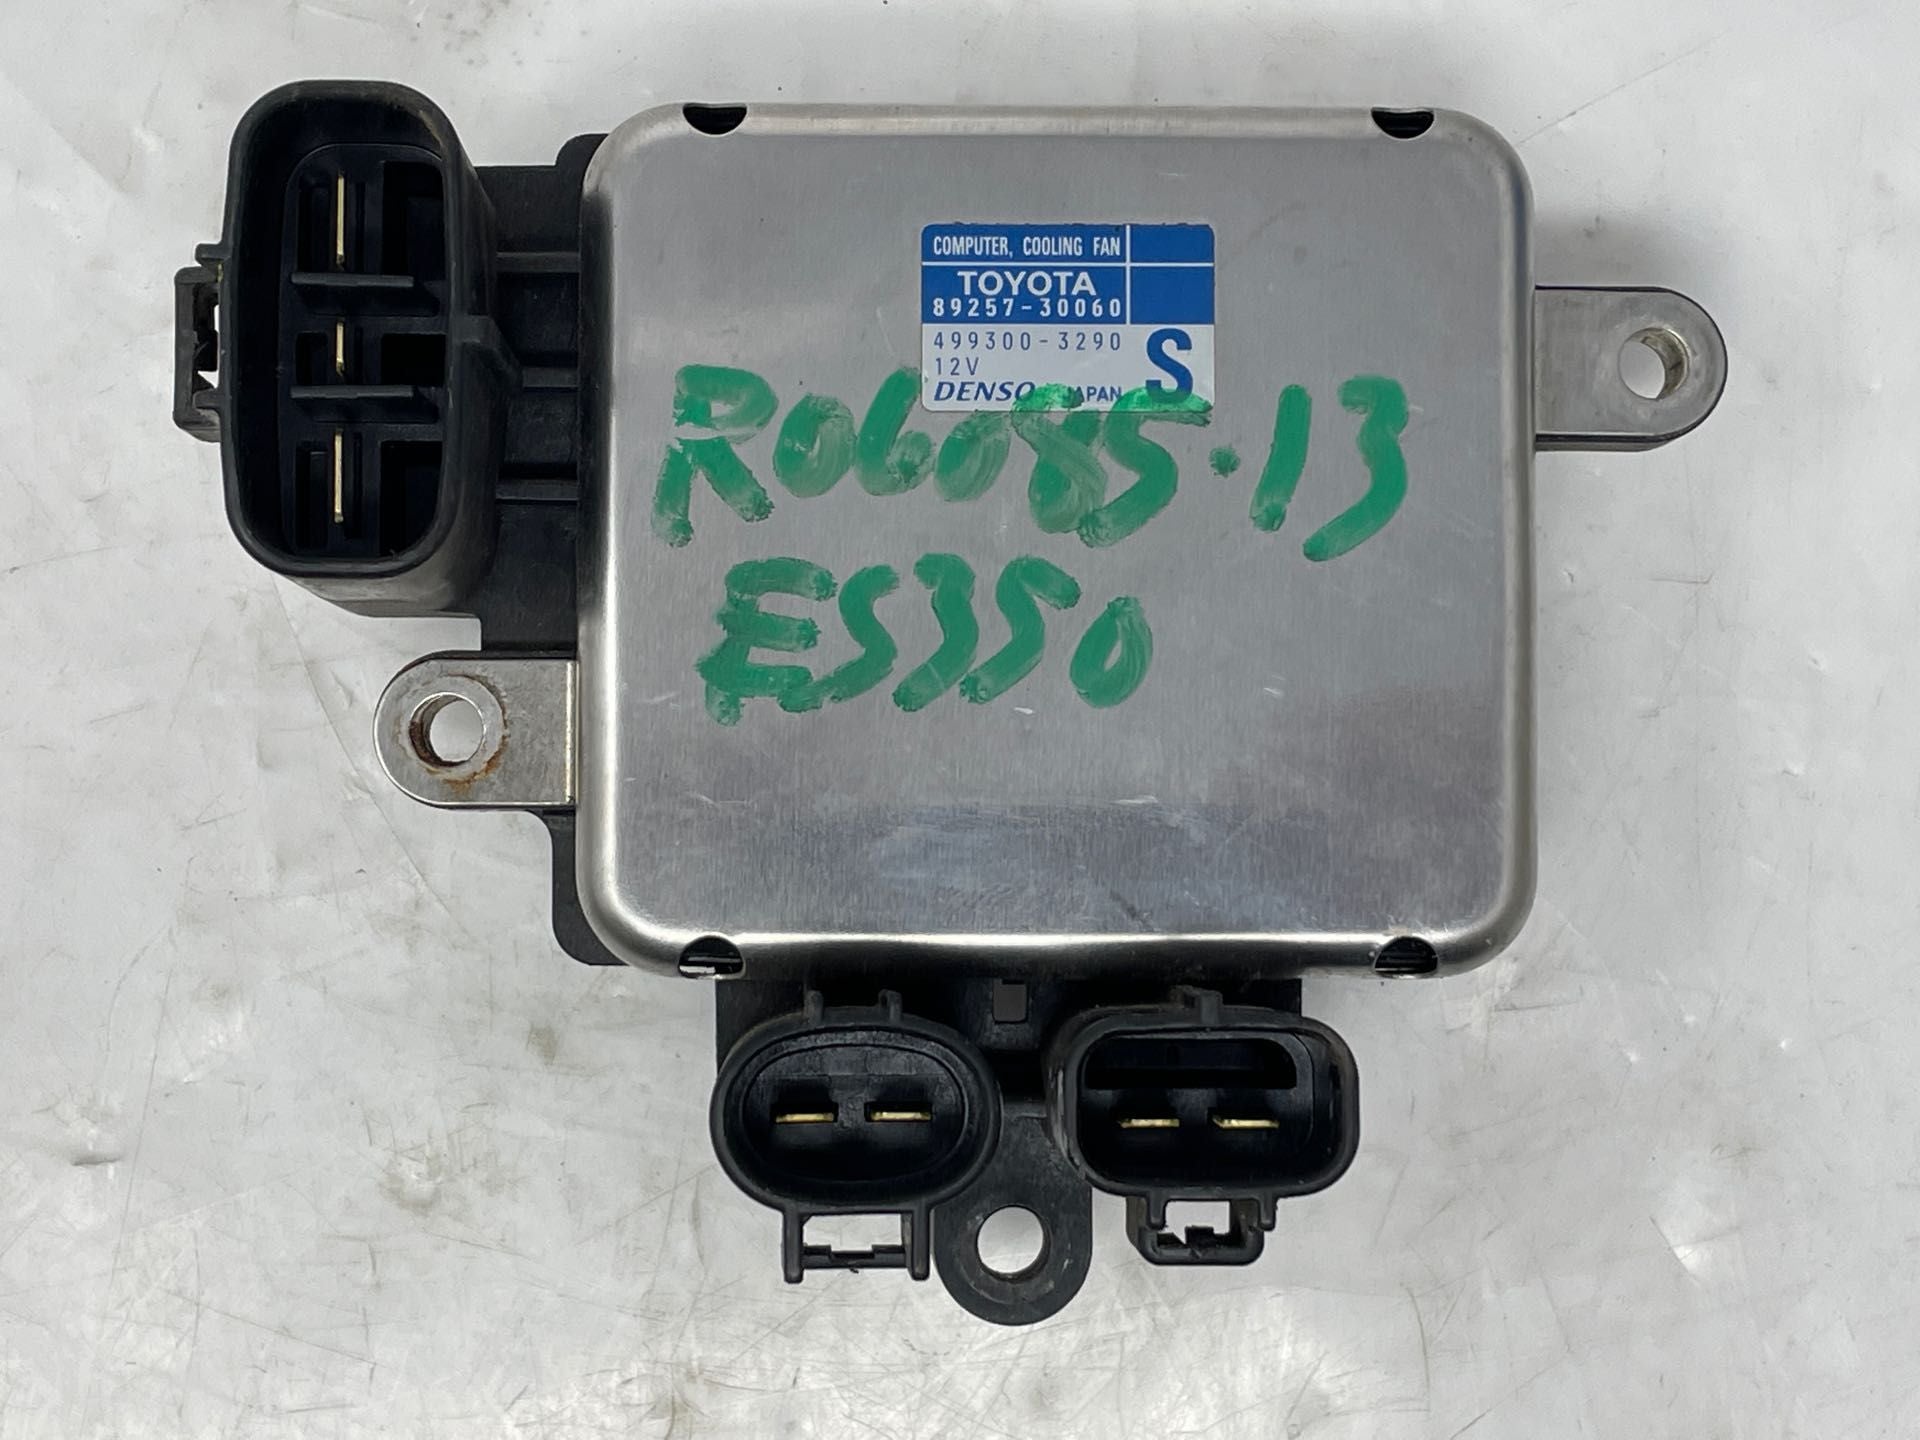 COMPUTER, COOLING FAN
TOYOTA
89257-30060
499300-3290
12V
DENSO JAPAN
S
R06085.13
ES350